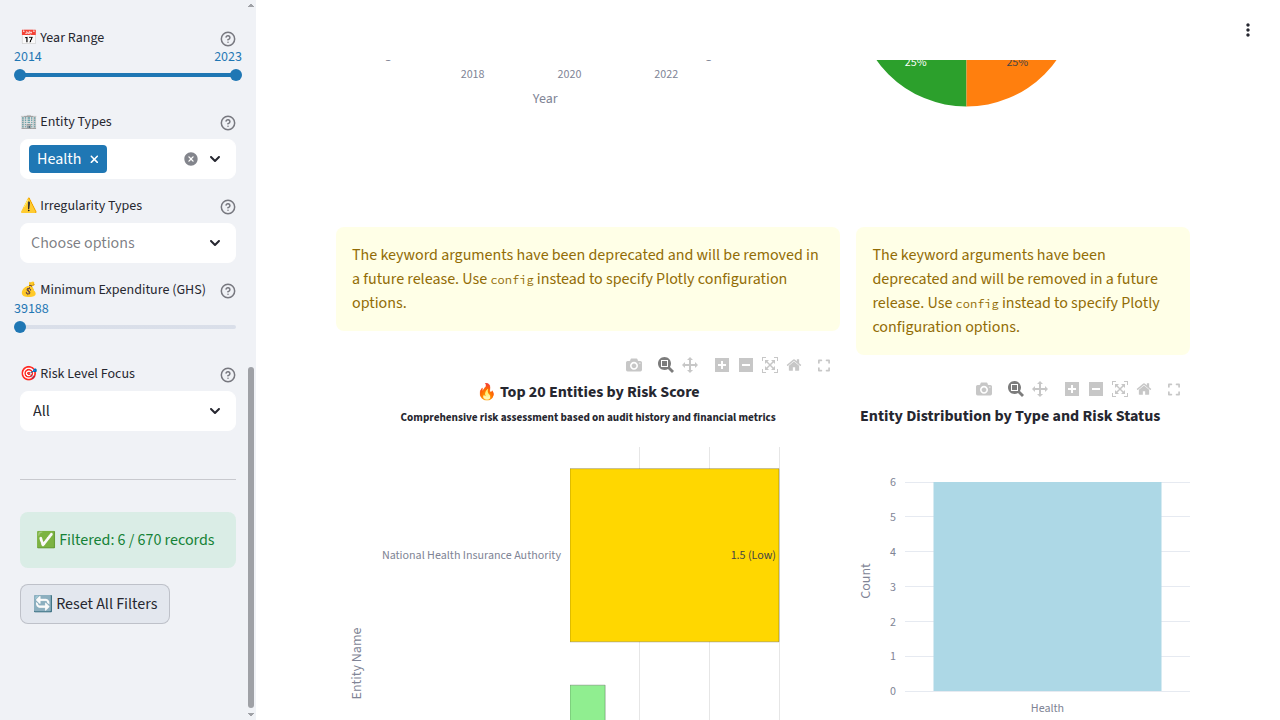 📅 Year Range
2014 2023
🏢 Entity Types
Health
⚠️ Irregularity Types
Choose options
💰 Minimum Expenditure (GHS)
39188
🎯 Risk Level Focus
All
✅ Filtered: 6 / 670 records
🔄 Reset All Filters
2018 2020 2022
Year
25% 25%
The keyword arguments have been deprecated and will be removed in
a future release. Use config instead to specify Plotly configuration
options.
The keyword arguments have been
deprecated and will be removed in a future
release. Use config instead to specify Plotly
configuration options.
🔥 Top 20 Entities by Risk Score
Comprehensive risk assessment based on audit history and financial metrics
National Health Insurance Authority
1.5 (Low)
Entity Name
Entity Distribution by Type and Risk Status
6
5
4
3
2
1
0
Count
Health